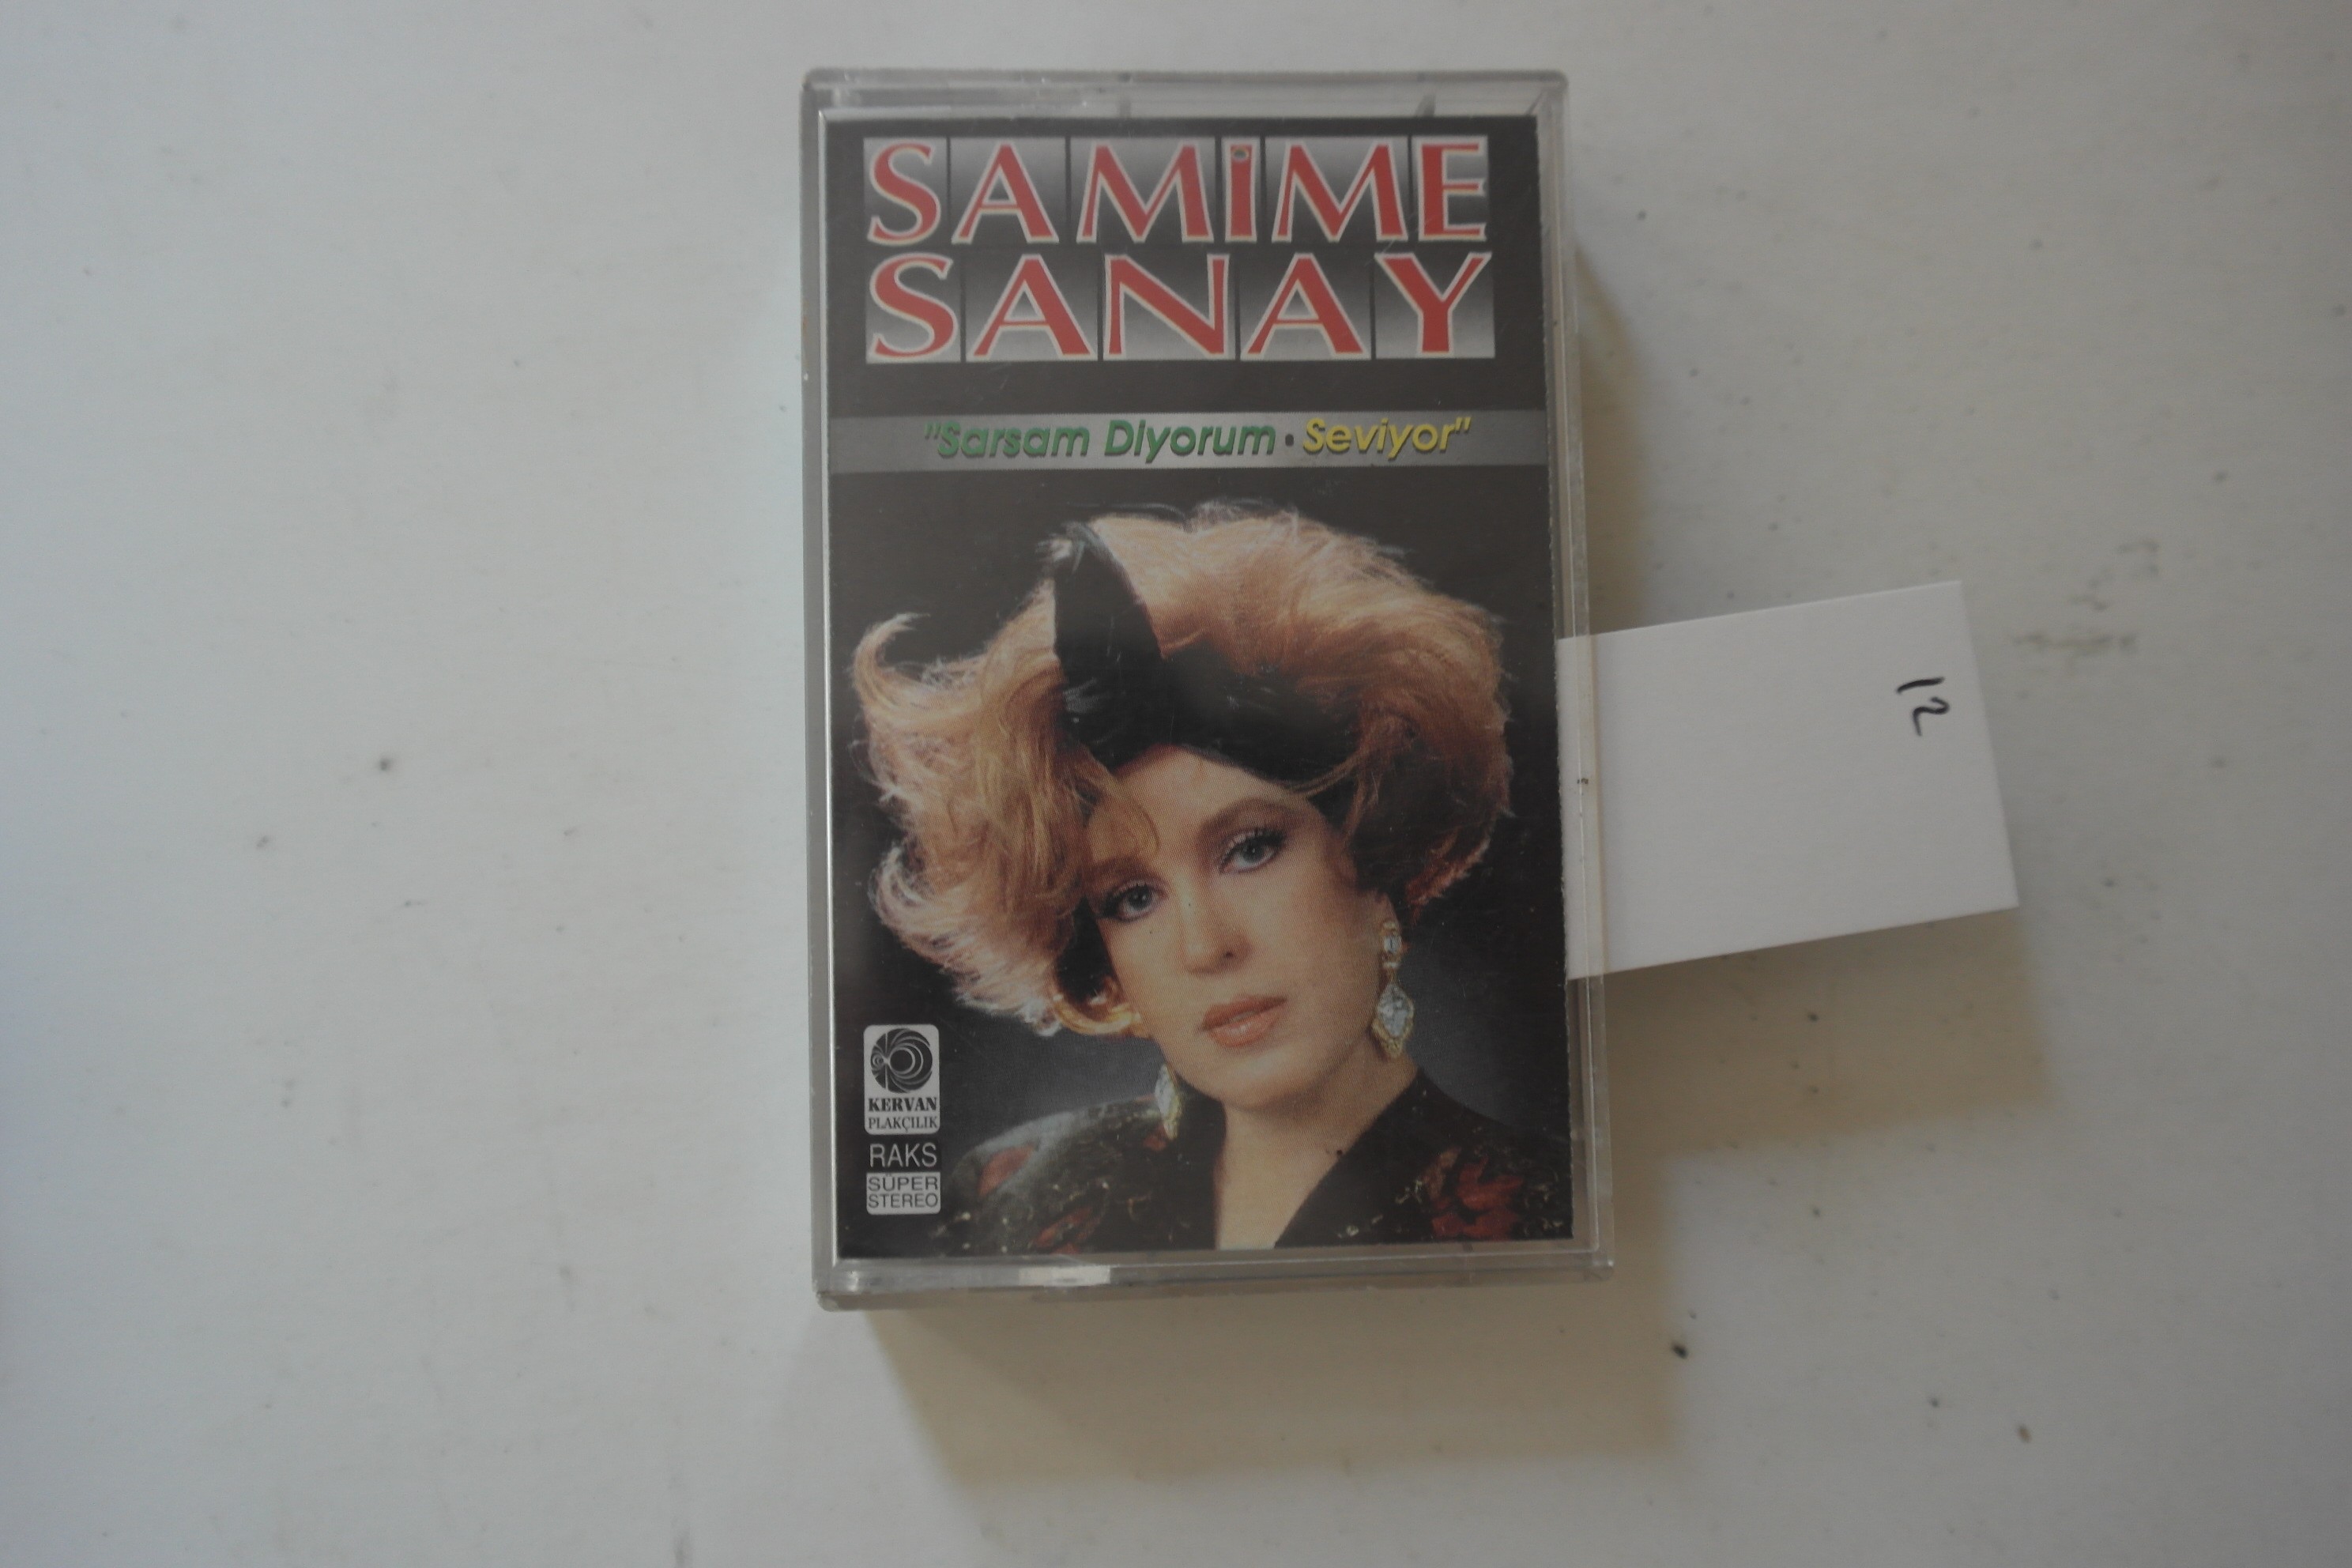 SAMİME
SANAY
"Sarsam Diyorum • Seviyor"
12
KERVAN
PLAKÇILIK
RAKS
SÜPER
STEREO